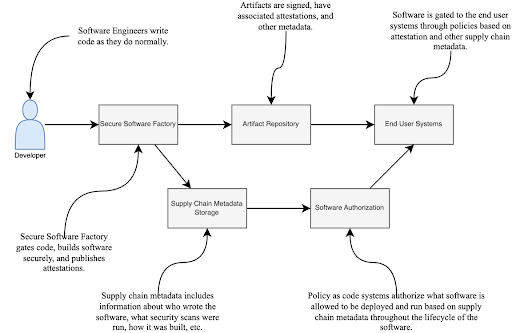 Artifacts are signed, have
associated attestations, and
other metadata.
Software is gated to the end user
systems through policies based on
attestation and other supply chain
metadata.
Software Engineers write
code as they do normally.
Developer
Secure Software Factory
Artifact Repository
End User Systems
Supply Chain Metadata
Storage
Software Authorization
Secure Software Factory
gates code, builds software
securely, and publishes
attestations.
Supply chain metadata includes
information about who wrote the
software, what security scans were
run, how it was built, etc.
Policy as code systems authorize what software is
allowed to be deployed and run based on supply
chain metadata throughout the lifecycle of the
software.